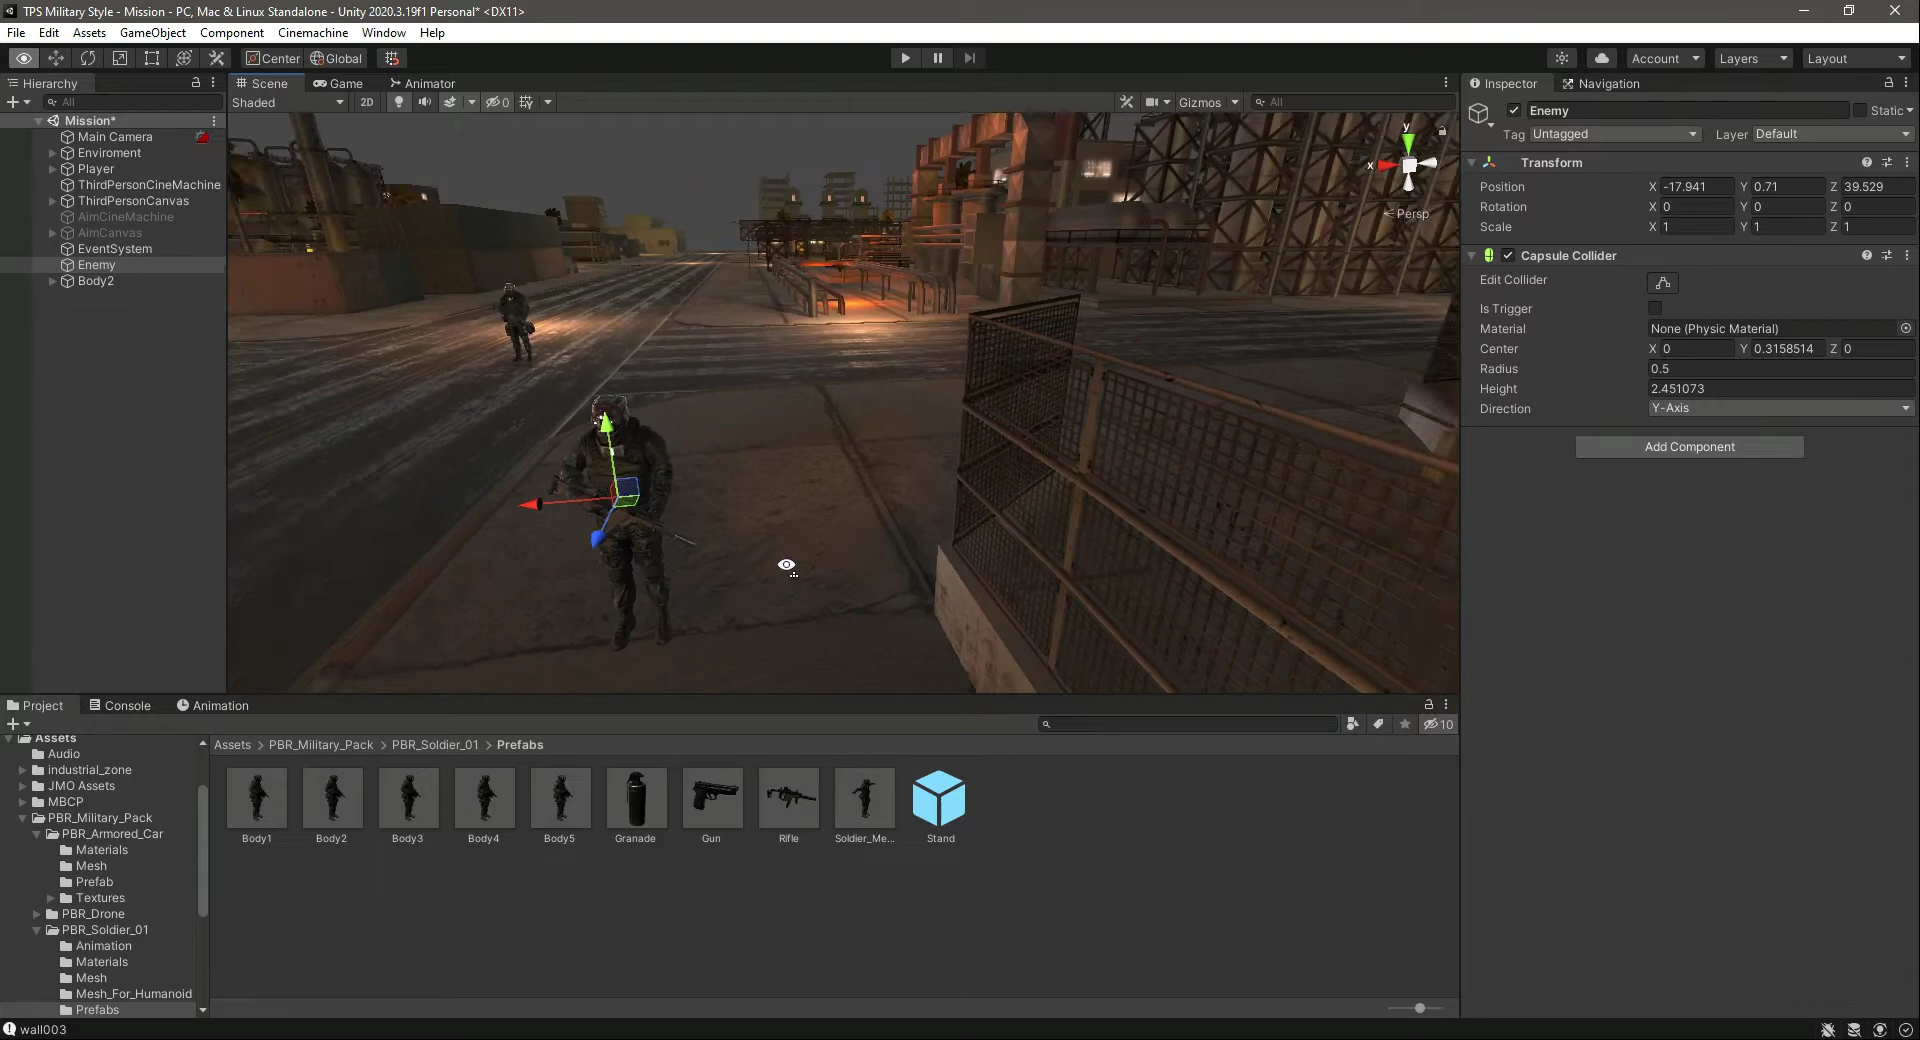 TPS Military Style - Mission - PC, Mac & Linux Standalone - Unity 2020.3.19f1 Personal* <DX11>
File Edit Assets GameObject Component Cinemachine Window Help
Center Global Account Layers Layout
Hierarchy
All
Mission*
Main Camera
Enviroment
Player
ThirdPersonCineMachine
ThirdPersonCanvas
AimCineMachine
AimCanvas
EventSystem
Enemy
Body2
Scene Game Animator
Shaded 2D 0 Gizmos All
y
x
Persp
Inspector Navigation
Enemy Static
Tag Untagged Layer Default
Transform
Position X -17.941 Y 0.71 Z 39.529
Rotation X 0 Y 0 Z 0
Scale X 1 Y 1 Z 1
Capsule Collider
Edit Collider
Is Trigger
Material None (Physic Material)
Center X 0 Y 0.3158514 Z 0
Radius 0.5
Height 2.451073
Direction Y-Axis
Add Component
Project Console Animation
10
Assets
Audio
industrial_zone
JMO Assets
MBCP
PBR_Military_Pack
PBR_Armored_Car
Materials
Mesh
Prefab
Textures
PBR_Drone
PBR_Soldier_01
Animation
Materials
Mesh
Mesh_For_Humanoid
Prefabs
Assets > PBR_Military_Pack > PBR_Soldier_01 > Prefabs
Body1 Body2 Body3 Body4 Body5 Granade Gun Rifle Soldier_Me... Stand
wall003